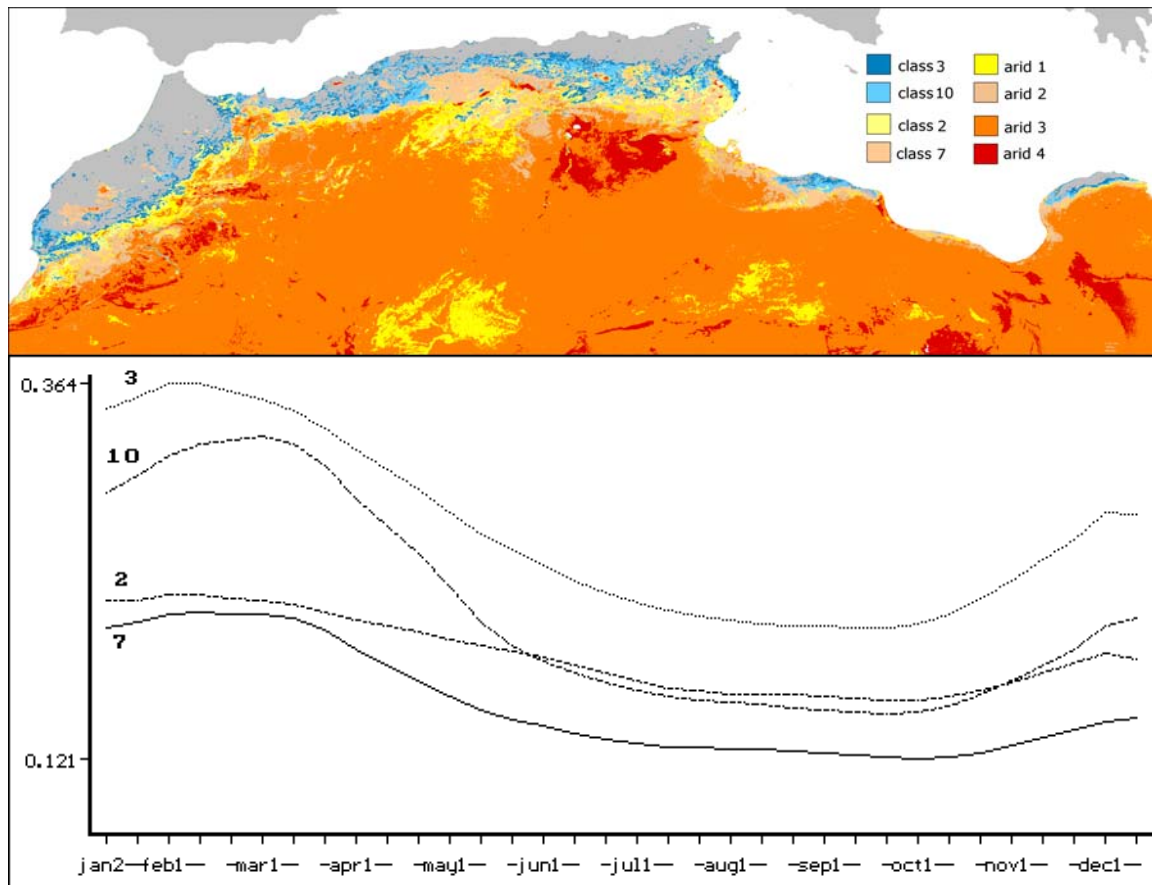 class 3 arid 1
class 10 arid 2
class 2 arid 3
class 7 arid 4
0.364
3
10
2
7
0.121
jan2—feb1— —mar1— —apr1— —may1— —jun1— —jul1— —aug1— —sep1— —oct1— —nov1— —dec1—